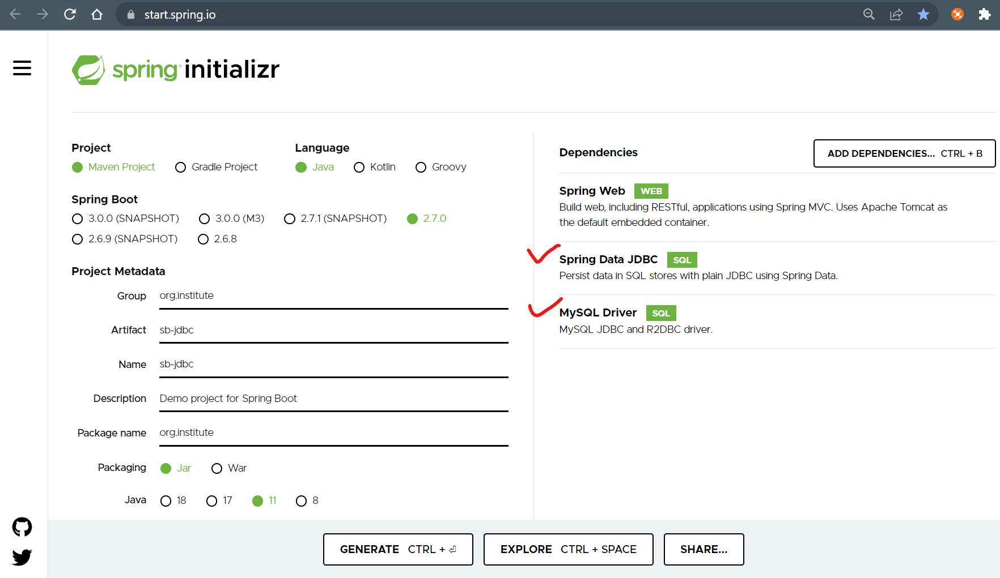 start.spring.io
spring initializr
Project
Maven Project Gradle Project
Language
Java Kotlin Groovy
Spring Boot
3.0.0 (SNAPSHOT) 3.0.0 (M3) 2.7.1 (SNAPSHOT) 2.7.0
2.6.9 (SNAPSHOT) 2.6.8
Project Metadata
Group org.institute
Artifact sb-jdbc
Name sb-jdbc
Description Demo project for Spring Boot
Package name org.institute
Packaging Jar War
Java 18 17 11 8
Dependencies
ADD DEPENDENCIES... CTRL + B
Spring Web WEB
Build web, including RESTful, applications using Spring MVC. Uses Apache Tomcat as
the default embedded container.
Spring Data JDBC SQL
Persist data in SQL stores with plain JDBC using Spring Data.
MySQL Driver SQL
MySQL JDBC and R2DBC driver.
GENERATE CTRL + ⏎
EXPLORE CTRL + SPACE
SHARE...